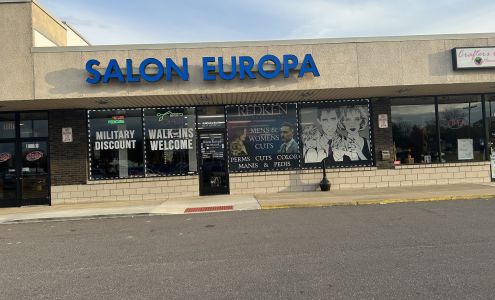 SALON EUROPA
REDKEN
MILITARY
DISCOUNT
WALK-INS
WELCOME
MENS &
WOMENS
CUTS
PERMS CUTS COLOR
MANIS & PEDIS